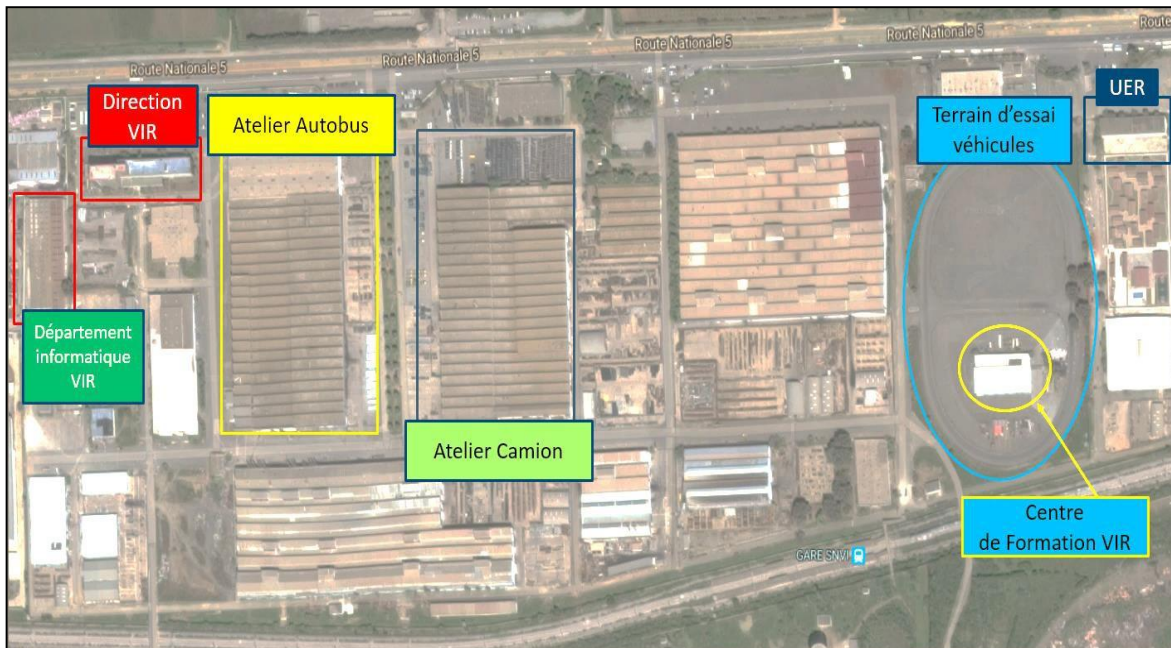 Route Nationale 5
Route Nationale 5
Route Nationale 5
Route Nationale 5
Route
Direction
VIR
Atelier Autobus
Terrain d'essai
véhicules
UER
Département
informatique
VIR
Atelier Camion
Centre
de Formation VIR
GARE SNVI